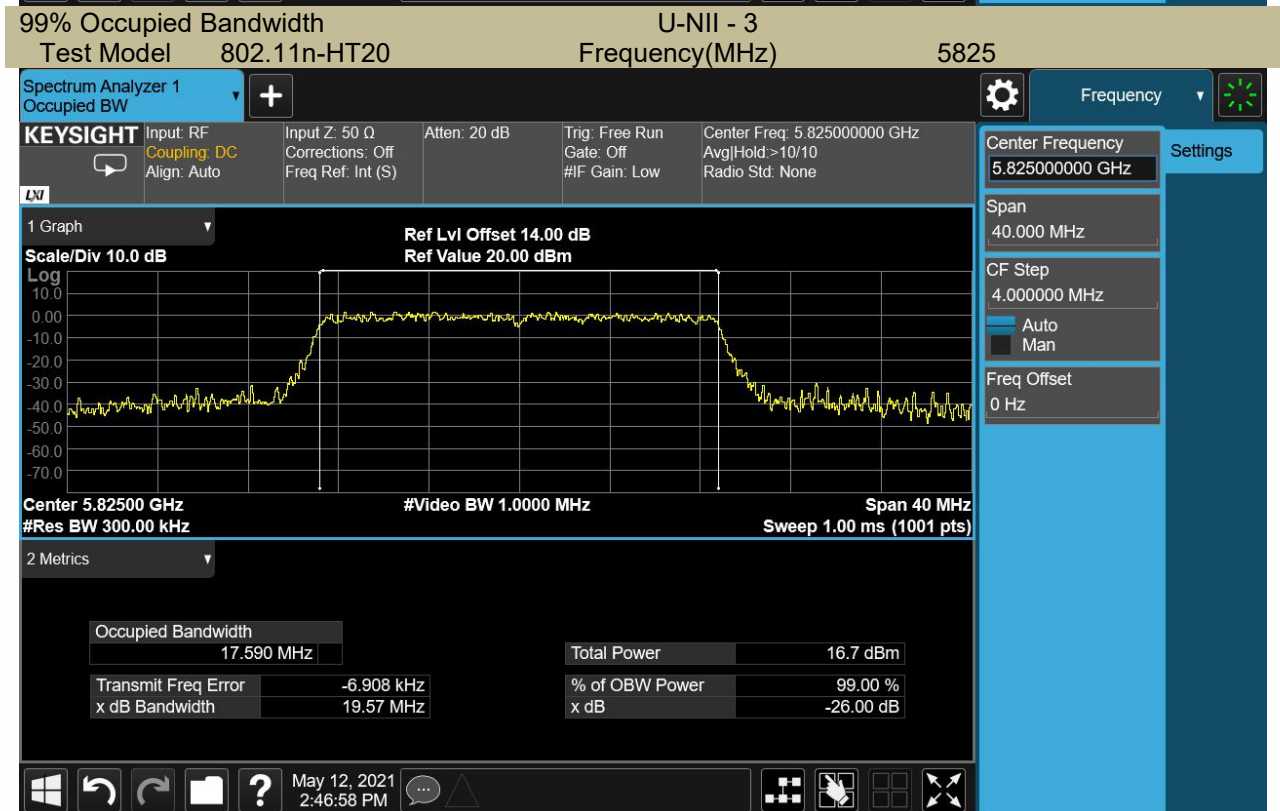 99% Occupied Bandwidth U-NII - 3
Test Model 802.11n-HT20 Frequency(MHz) 5825
Spectrum Analyzer 1
Occupied BW
+
Frequency
KEYSIGHT
LXI
Input: RF
Coupling: DC
Align: Auto
Input Z: 50 Ω
Corrections: Off
Freq Ref: Int (S)
Atten: 20 dB
Trig: Free Run
Gate: Off
#IF Gain: Low
Center Freq: 5.825000000 GHz
Avg|Hold:>10/10
Radio Std: None
Center Frequency
5.825000000 GHz
Settings
Span
40.000 MHz
CF Step
4.000000 MHz
Auto
Man
Freq Offset
0 Hz
1 Graph
Scale/Div 10.0 dB
Ref Lvl Offset 14.00 dB
Ref Value 20.00 dBm
Log
10.0
0.00
-10.0
-20.0
-30.0
-40.0
-50.0
-60.0
-70.0
Center 5.82500 GHz #Video BW 1.0000 MHz Span 40 MHz
#Res BW 300.00 kHz Sweep 1.00 ms (1001 pts)
2 Metrics
Occupied Bandwidth
17.590 MHz
Total Power 16.7 dBm
Transmit Freq Error -6.908 kHz % of OBW Power 99.00 %
x dB Bandwidth 19.57 MHz x dB -26.00 dB
?
May 12, 2021
2:46:58 PM